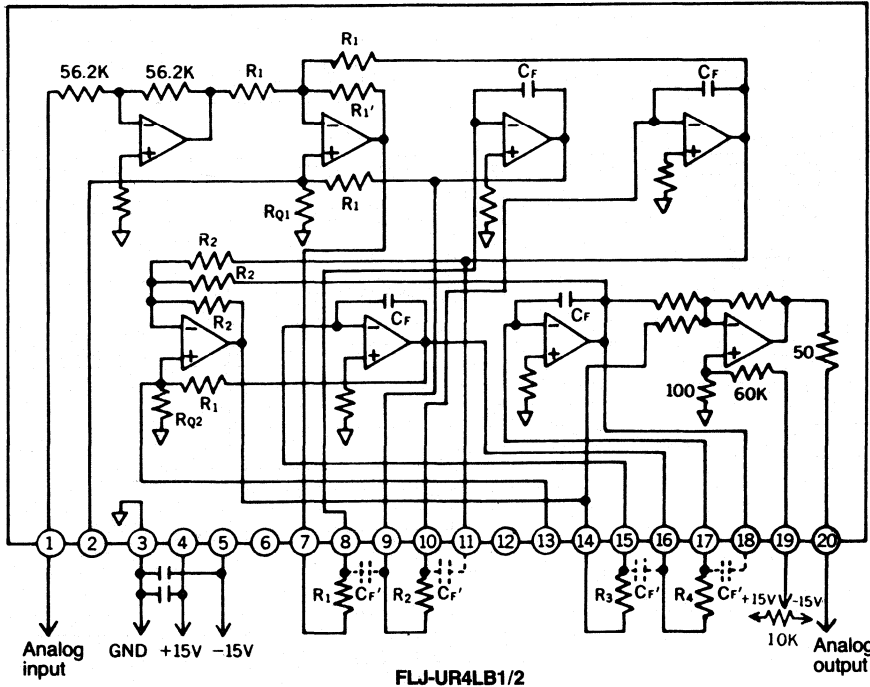 56.2K 56.2K R1 R1
R1'
CF CF
RQ1 R1
R2
R2
R2
CF CF
RQ2 R1
50
100 60K
1 2 3 4 5 6 7 8 9 10 11 12 13 14 15 16 17 18 19 20
R1 CF' R2 CF' R3 CF' R4 CF' +15V -15V
10K
Analog
input
GND +15V -15V
Analog
output
FLJ-UR4LB1/2